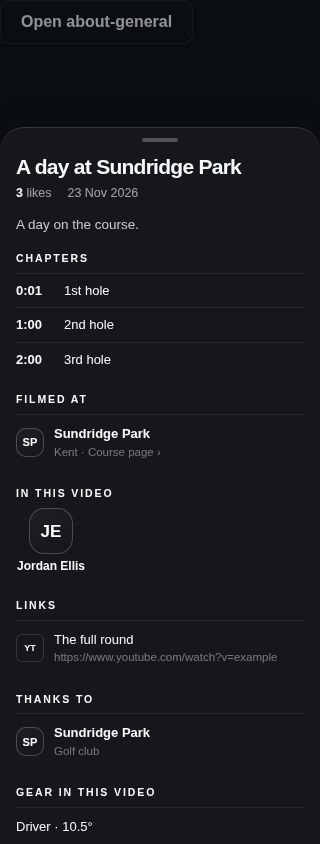 Open about-general
A day at Sundridge Park
3 likes 23 Nov 2026
A day on the course.
CHAPTERS
0:01 1st hole
1:00 2nd hole
2:00 3rd hole
FILMED AT
SP Sundridge Park
Kent · Course page ›
IN THIS VIDEO
JE
Jordan Ellis
LINKS
YT The full round
https://www.youtube.com/watch?v=example
THANKS TO
SP Sundridge Park
Golf club
GEAR IN THIS VIDEO
Driver · 10.5°